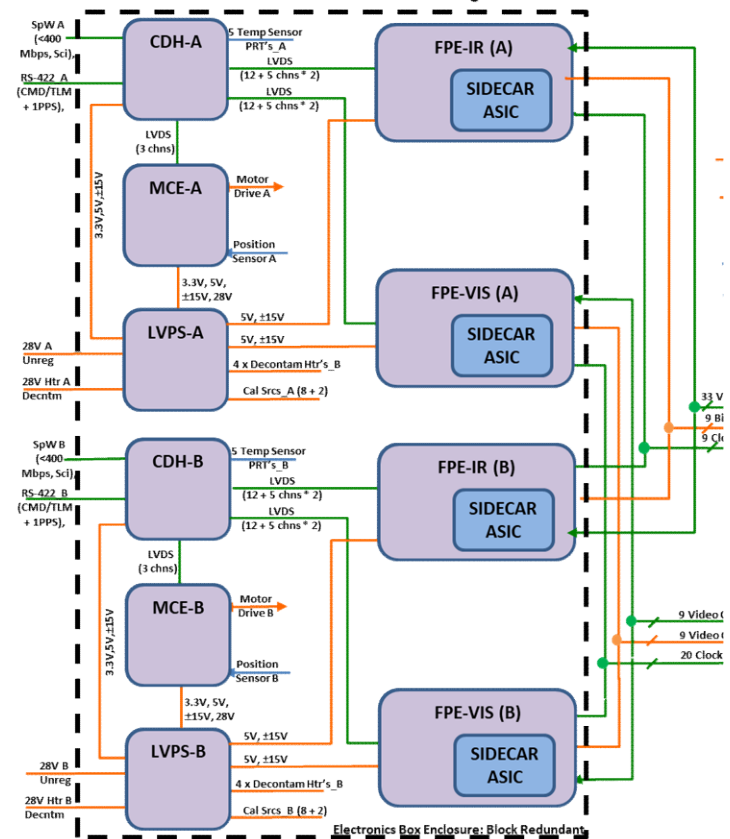 SpW A
(<400
Mbps, Sci),
RS-422_A
(CMD/TLM
+ 1PPS),
CDH-A
5 Temp Sensor
PRT's_A
LVDS
(12 + 5 chns * 2)
LVDS
(12 + 5 chns * 2)
FPE-IR (A)
SIDECAR
ASIC
LVDS
(3 chns)
3.3V,5V,±15V
MCE-A
Motor
Drive A
Position
Sensor A
3.3V, 5V,
±15V, 28V
FPE-VIS (A)
SIDECAR
ASIC
LVPS-A
5V, ±15V
5V, ±15V
4 x Decontam Htr's_B
Cal Srcs_A (8 + 2)
28V A
Unreg
28V Htr A
Decntm
33 V
9 Bi
9 Clo
SpW B
(<400
Mbps, Sci),
RS-422_B
(CMD/TLM
+ 1PPS),
CDH-B
5 Temp Sensor
PRT's_B
LVDS
(12 + 5 chns * 2)
LVDS
(12 + 5 chns * 2)
FPE-IR (B)
SIDECAR
ASIC
LVDS
(3 chns)
3.3V,5V,±15V
MCE-B
Motor
Drive B
Position
Sensor B
3.3V, 5V,
±15V, 28V
9 Video
9 Video
20 Clock
FPE-VIS (B)
SIDECAR
ASIC
LVPS-B
5V, ±15V
5V, ±15V
4 x Decontam Htr's_B
Cal Srcs_B (8 + 2)
28V B
Unreg
28V Htr B
Decntm
Electronics Box Enclosure: Block Redundant